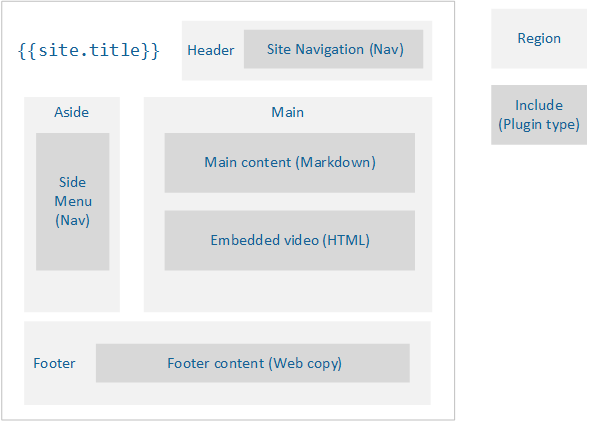 {{site.title}}
Header
Site Navigation (Nav)
Aside
Side
Menu
(Nav)
Main
Main content (Markdown)
Embedded video (HTML)
Footer
Footer content (Web copy)
Region
Include
(Plugin type)